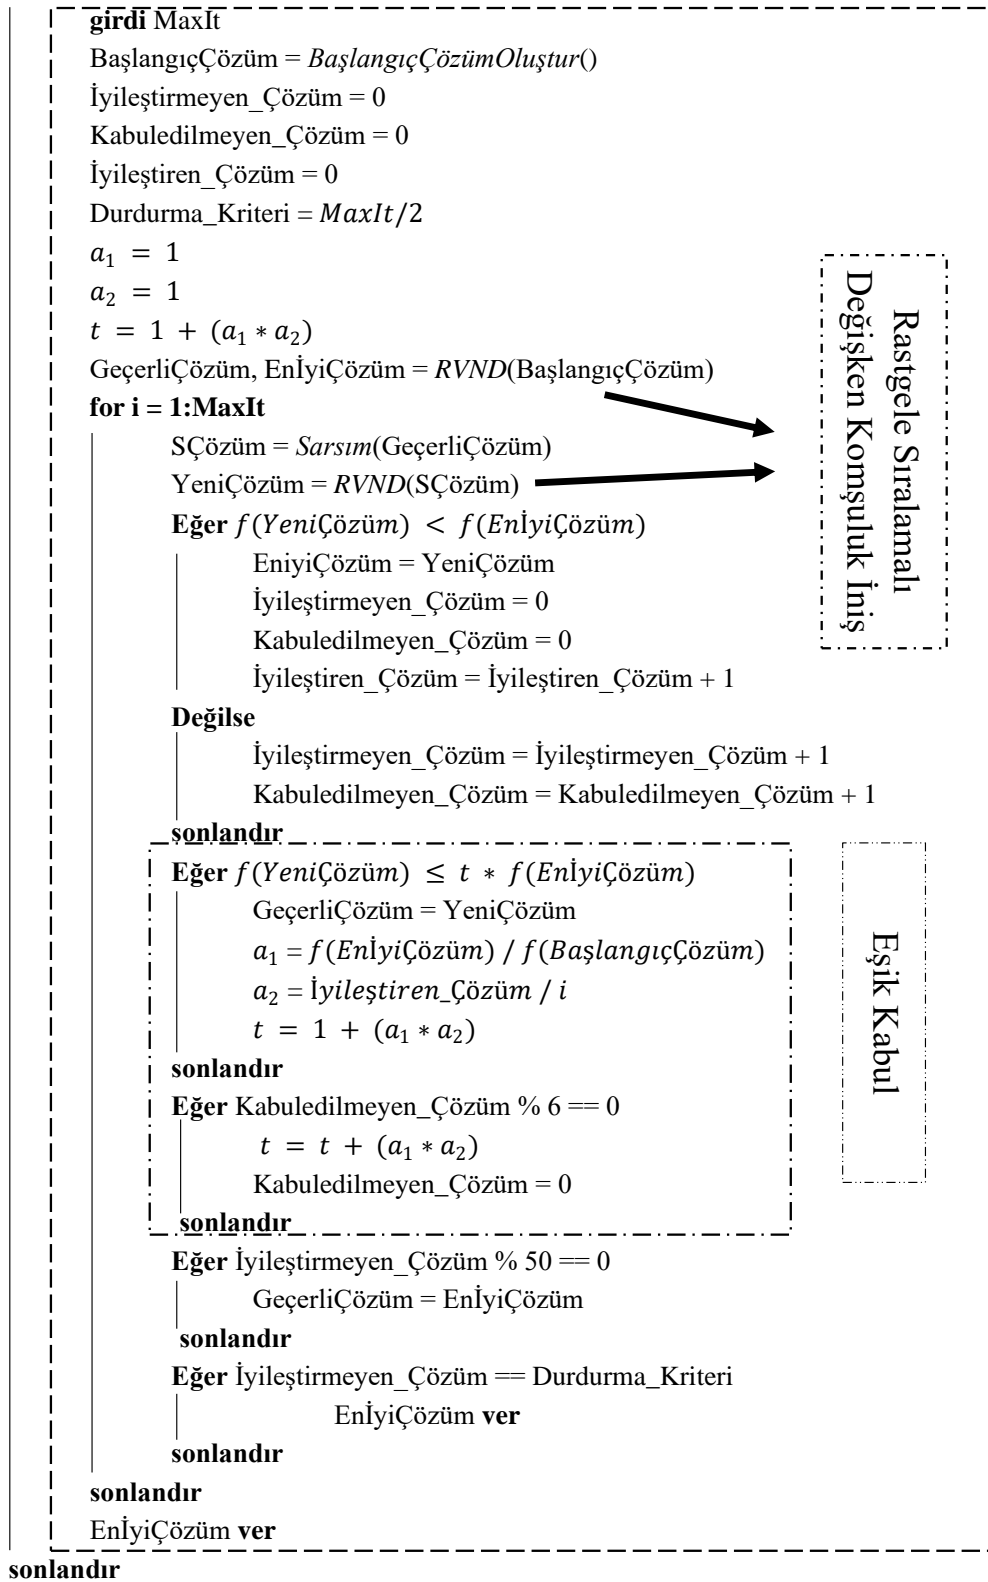 girdi MaxIt
BaşlangıçÇözüm = BaşlangıçÇözümOluştur()
İyileştirmeyen_Çözüm = 0
Kabuledilmeyen_Çözüm = 0
İyileştiren_Çözüm = 0
Durdurma_Kriteri = MaxIt/2
a₁ = 1
a₂ = 1
t = 1 + (a₁ * a₂)
GeçerliÇözüm, EnİyiÇözüm = RVND(BaşlangıçÇözüm)
for i = 1:MaxIt
SÇözüm = Sarsım(GeçerliÇözüm)
YeniÇözüm = RVND(SÇözüm)
Eğer f(YeniÇözüm) < f(EnİyiÇözüm)
EniyiÇözüm = YeniÇözüm
İyileştirmeyen_Çözüm = 0
Kabuledilmeyen_Çözüm = 0
İyileştiren_Çözüm = İyileştiren_Çözüm + 1
Değilse
İyileştirmeyen_Çözüm = İyileştirmeyen_Çözüm + 1
Kabuledilmeyen_Çözüm = Kabuledilmeyen_Çözüm + 1
sonlandır
Eğer f(YeniÇözüm) ≤ t * f(EnİyiÇözüm)
GeçerliÇözüm = YeniÇözüm
a₁ = f(EnİyiÇözüm) / f(BaşlangıçÇözüm)
a₂ = İyileştiren_Çözüm / i
t = 1 + (a₁ * a₂)
sonlandır
Eğer Kabuledilmeyen_Çözüm % 6 == 0
t = t + (a₁ * a₂)
Kabuledilmeyen_Çözüm = 0
sonlandır
Eğer İyileştirmeyen_Çözüm % 50 == 0
GeçerliÇözüm = EnİyiÇözüm
sonlandır
Eğer İyileştirmeyen_Çözüm == Durdurma_Kriteri
EnİyiÇözüm ver
sonlandır
sonlandır
EnİyiÇözüm ver
sonlandır
Rastgele Sıralamalı
Değişken Komşuluk İniş
Eşik Kabul